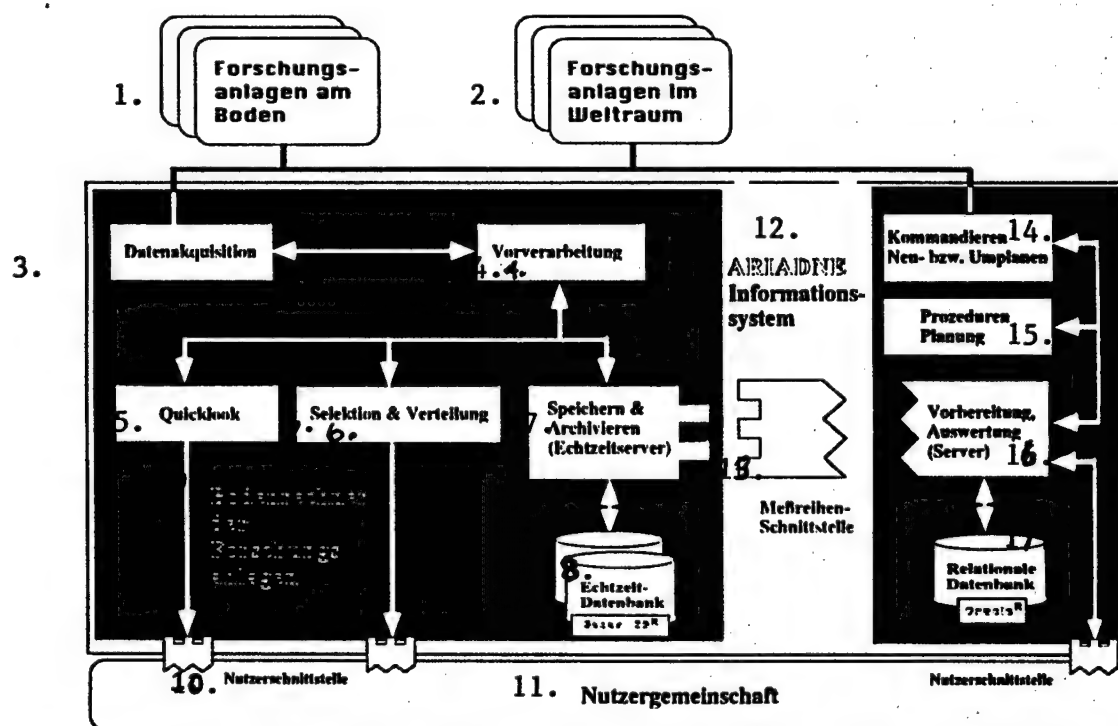 1.
Forschungs-
anlagen am
Boden
2.
Forschungs-
anlagen im
Weltraum
3.
Datenakquisition
Vorverarbeitung
4.
12.
ARIADNE
Informations-
system
Kommandieren 14.
Neu- bzw. Umplanen
Prozeduren
Planung 15.
5. Quicklook
6. Selektion & Verteilung
7. Speichern &
Archivieren
(Echtzeitserver)
13.
Meßreihen-
Schnittstelle
Vorbereitung,
Auswertung
(Server) 16.
8.
Echtzeit-
Datenbank
17
Relationale
Datenbank
10. Nutzerschnittstelle
11. Nutzergemeinschaft
Nutzerschnittstelle